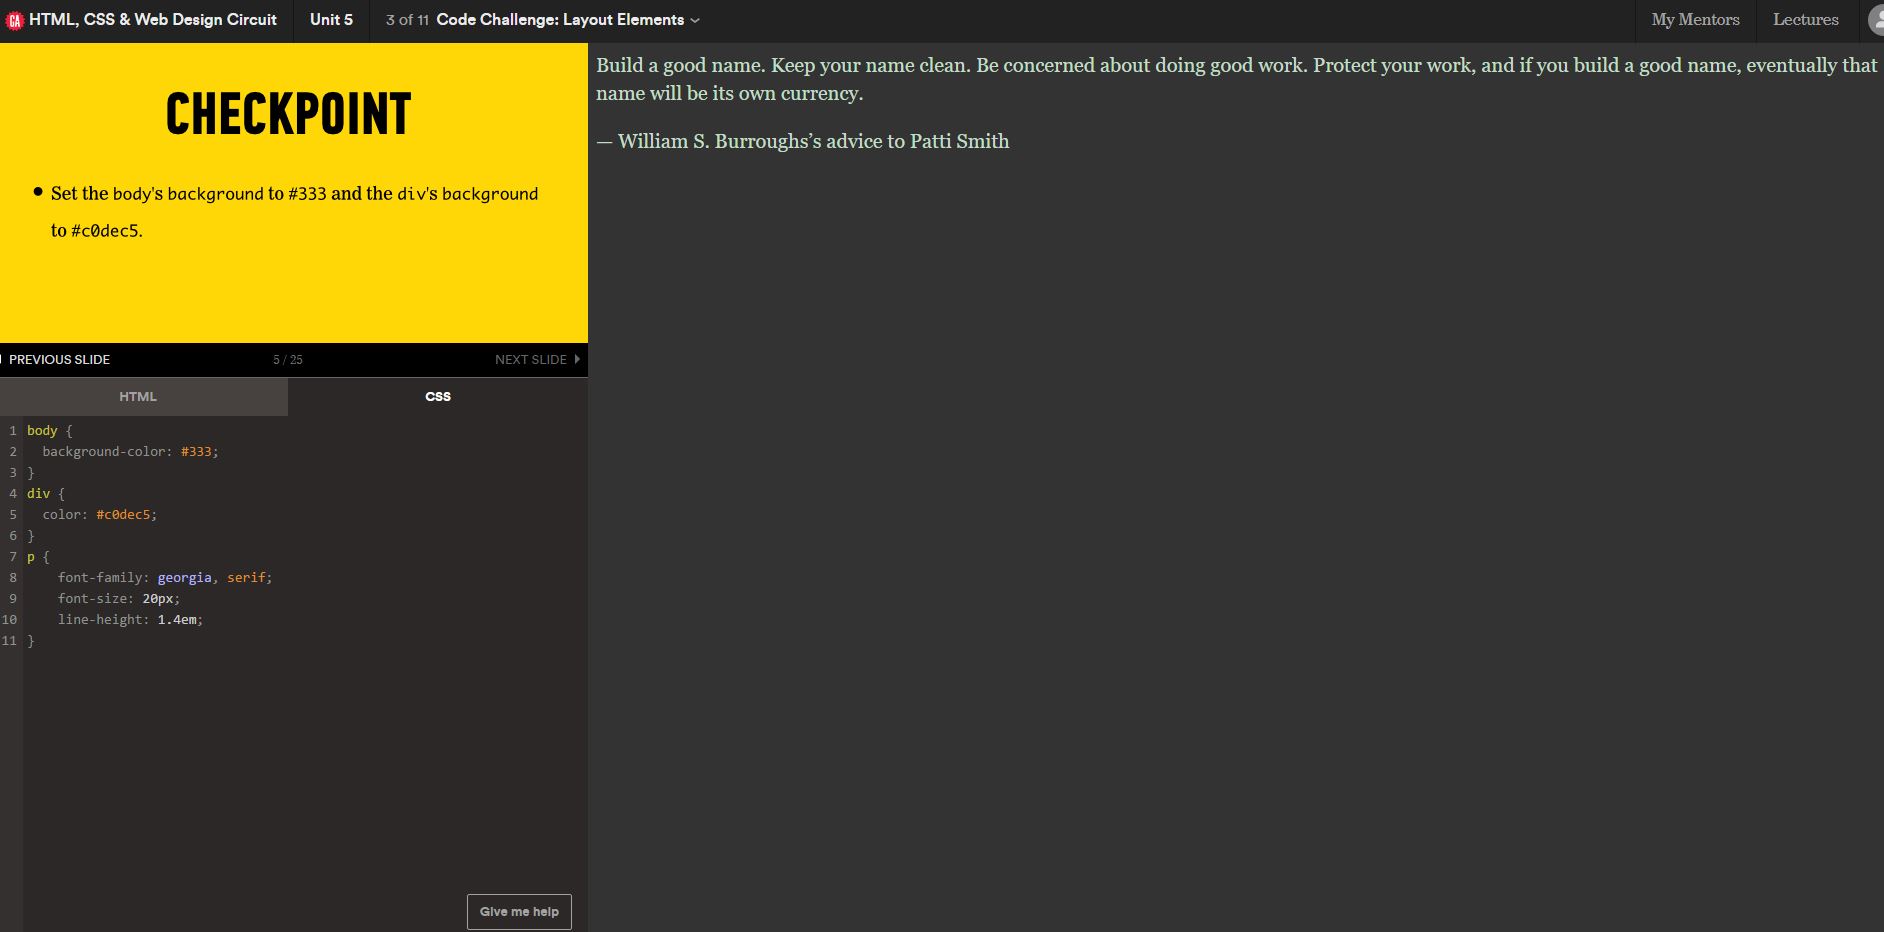 GA HTML, CSS & Web Design Circuit Unit 5 3 of 11 Code Challenge: Layout Elements My Mentors Lectures
CHECKPOINT
Set the body's background to #333 and the div's background
to #c0dec5.
PREVIOUS SLIDE 5 / 25 NEXT SLIDE
HTML CSS
1 body {
2 background-color: #333;
3 }
4 div {
5 color: #c0dec5;
6 }
7 p {
8 font-family: georgia, serif;
9 font-size: 20px;
10 line-height: 1.4em;
11 }
Give me help
Build a good name. Keep your name clean. Be concerned about doing good work. Protect your work, and if you build a good name, eventually that
name will be its own currency.
— William S. Burroughs’s advice to Patti Smith